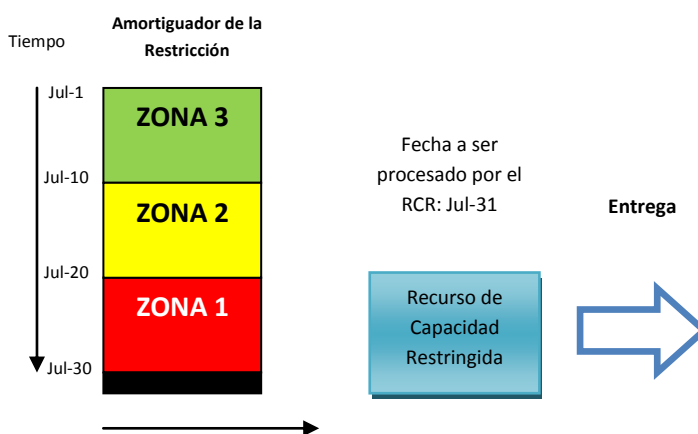 Tiempo
Amortiguador de la
Restricción
Jul-1
ZONA 3
Jul-10
ZONA 2
Jul-20
ZONA 1
Jul-30
Fecha a ser
procesado por el
RCR: Jul-31
Recurso de
Capacidad
Restringida
Entrega